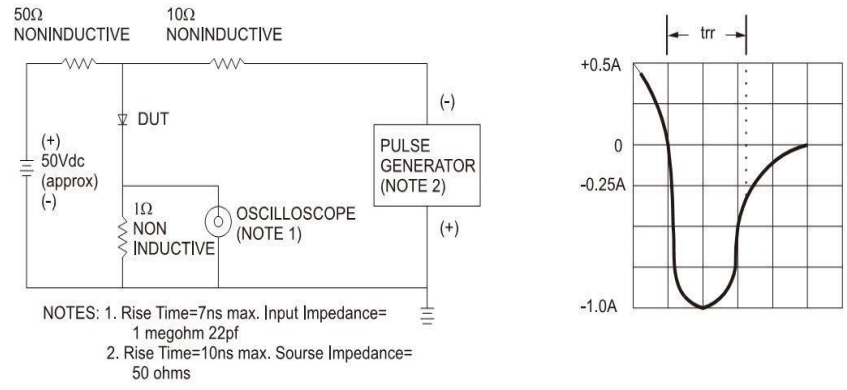 50Ω
NONINDUCTIVE
10Ω
NONINDUCTIVE
DUT
(+)
50Vdc
(approx)
(-)
1Ω
NON
INDUCTIVE
OSCILLOSCOPE
(NOTE 1)
(-)
PULSE
GENERATOR
(NOTE 2)
(+)
NOTES: 1. Rise Time=7ns max. Input Impedance=
1 megohm 22pf
2. Rise Time=10ns max. Sourse Impedance=
50 ohms
trr
+0.5A
0
-0.25A
-1.0A